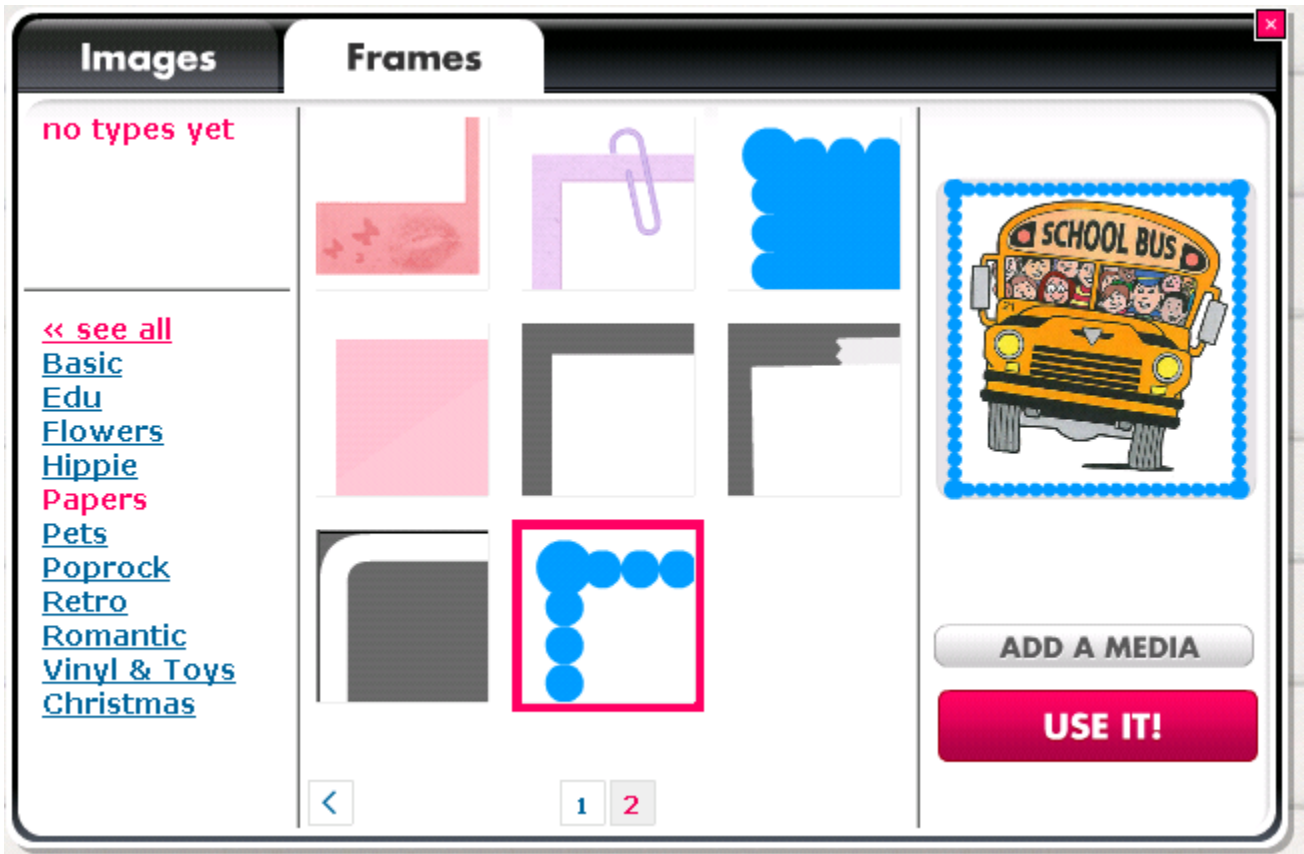 Images
Frames
×
no types yet
« see all
Basic
Edu
Flowers
Hippie
Papers
Pets
Poprock
Retro
Romantic
Vinyl & Toys
Christmas
1
2
SCHOOL BUS
ADD A MEDIA
USE IT!